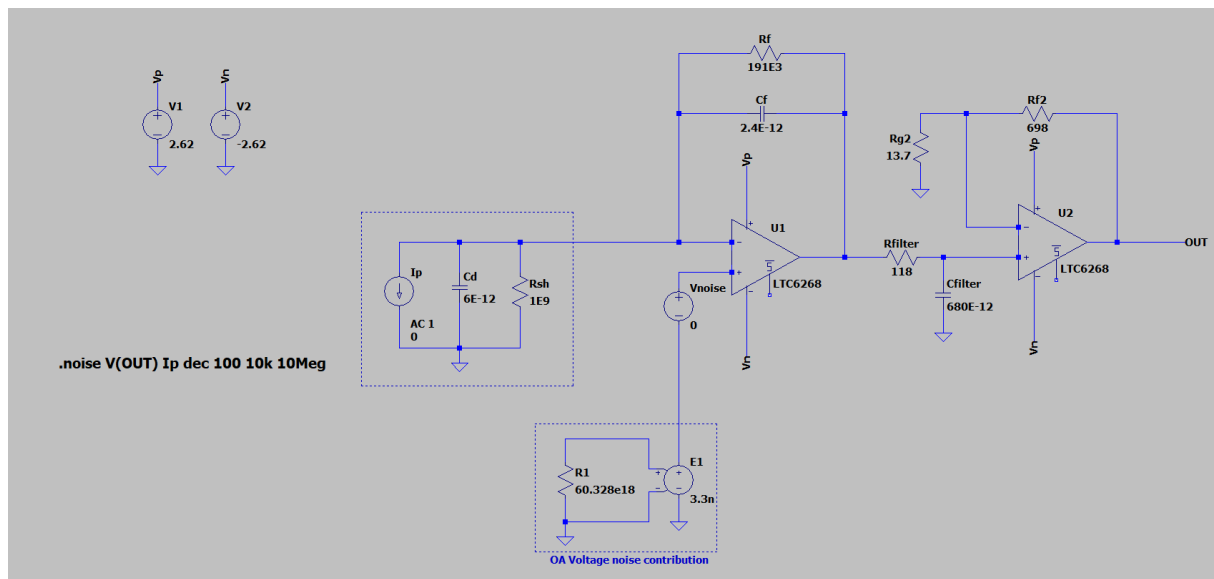 Rf
191E3
Vp
Vn
V1
2.62
V2
-2.62
Cf
2.4E-12
Rf2
698
Rg2
13.7
Vp
Vp
U1
LTC6268
U2
LTC6268
OUT
Rfilter
118
Cfilter
680E-12
Vnoise
0
Vn
Vn
Ip
AC 1
0
Cd
6E-12
Rsh
1E9
.noise V(OUT) Ip dec 100 10k 10Meg
R1
60.328e18
E1
3.3n
OA Voltage noise contribution